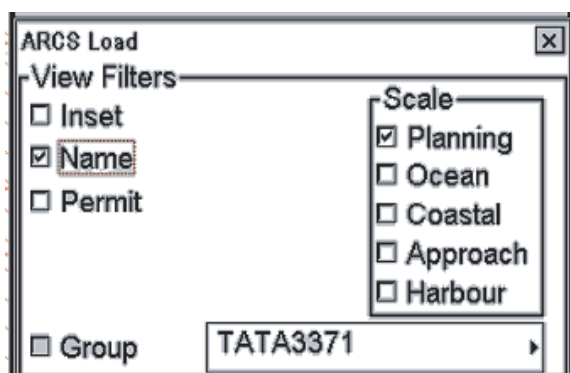 ARCS Load
View Filters
Inset
Name
Permit
Scale
Planning
Ocean
Coastal
Approach
Harbour
Group
TATA3371